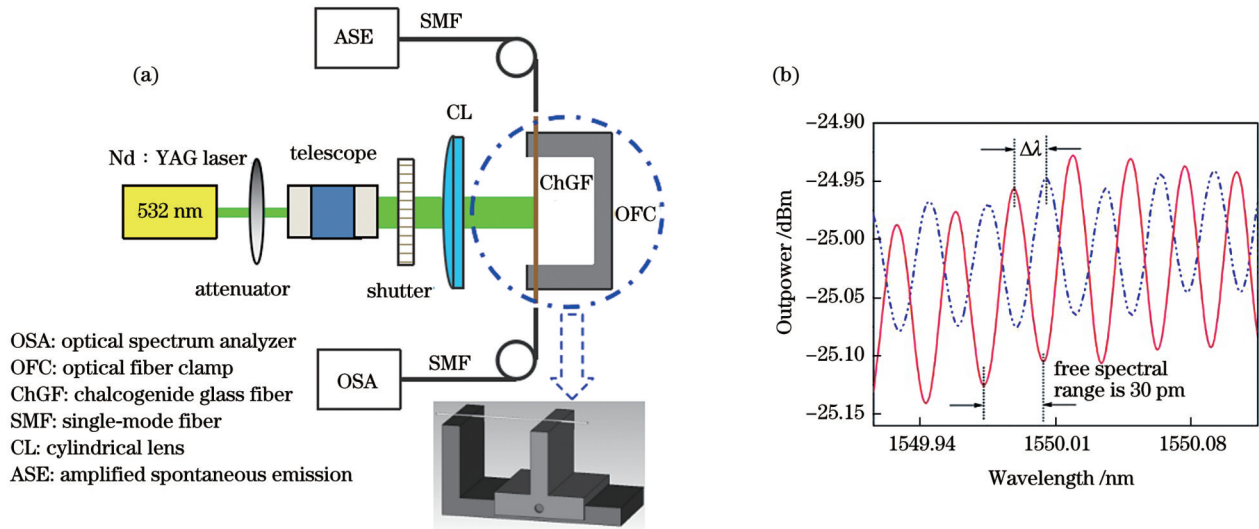 (a)
ASE
SMF
CL
Nd：YAG laser
telescope
532 nm
ChGF
OFC
attenuator
shutter
OSA: optical spectrum analyzer
OFC: optical fiber clamp
ChGF: chalcogenide glass fiber
SMF: single-mode fiber
CL: cylindrical lens
ASE: amplified spontaneous emission
OSA
SMF
(b)
Outpower /dBm
−24.90
−24.95
−25.00
−25.05
−25.10
−25.15
Δλ
free spectral
range is 30 pm
1549.94
1550.01
1550.08
Wavelength /nm